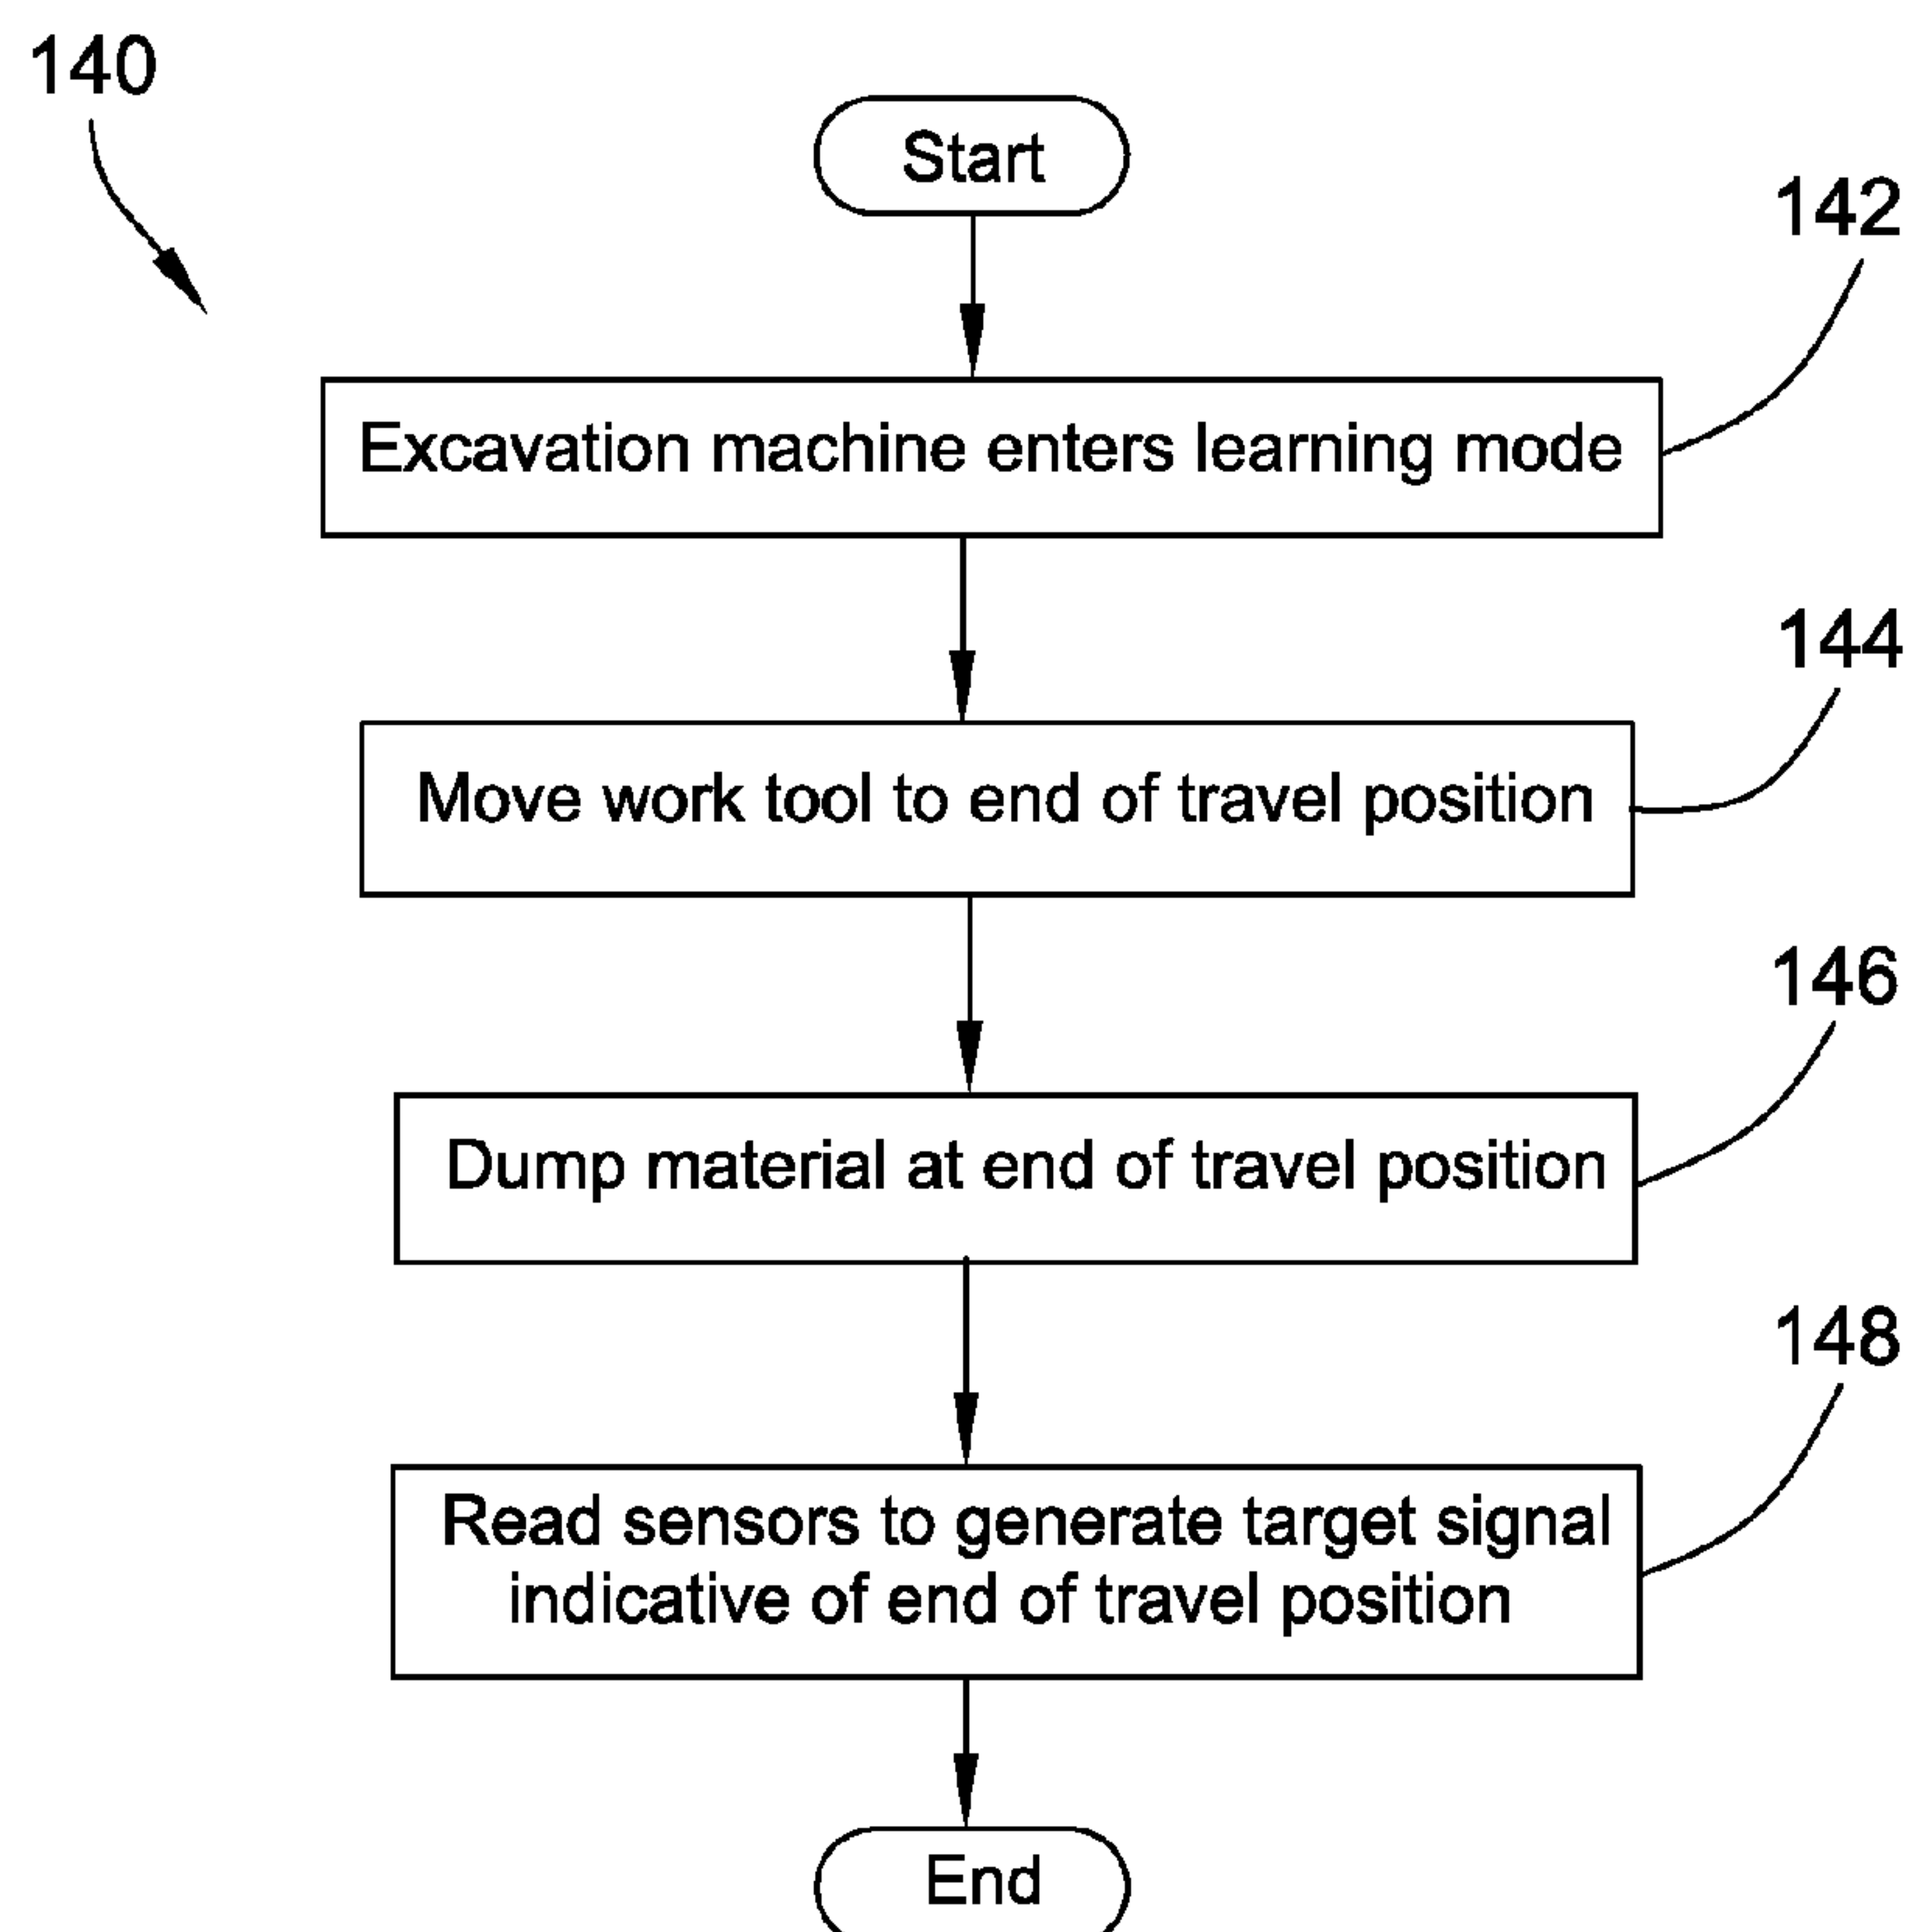 140
Start
142
Excavation machine enters learning mode
144
Move work tool to end of travel position
146
Dump material at end of travel position
148
Read sensors to generate target signal
indicative of end of travel position
End